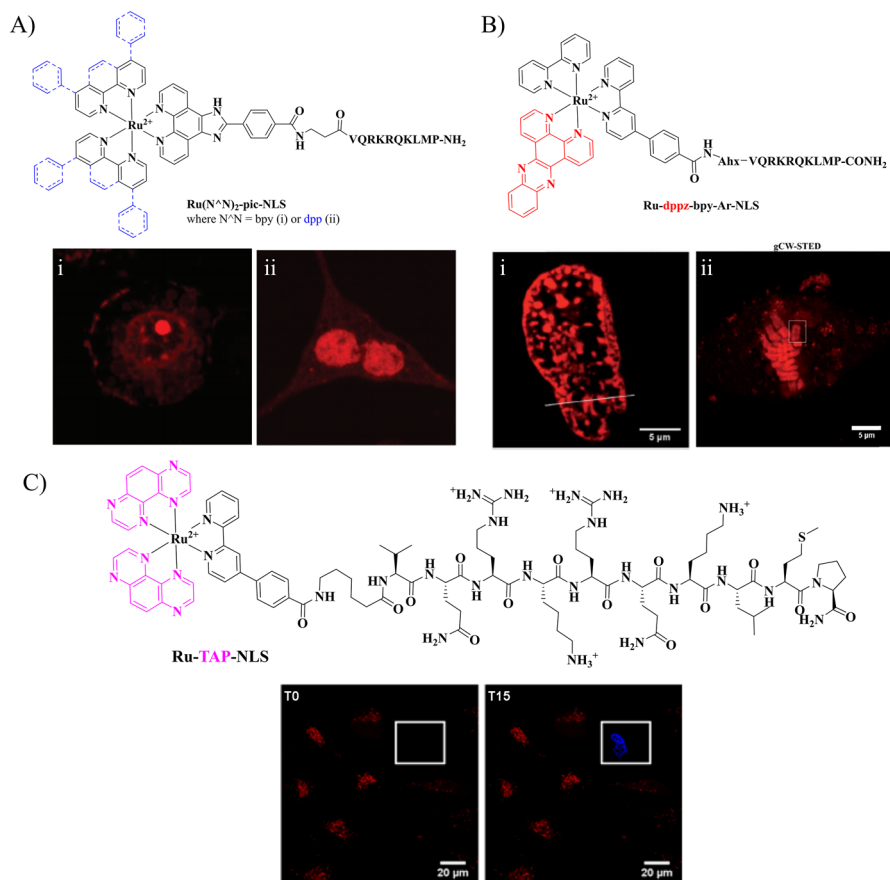 A)
N
N
N
N
N
N
Ru2+
H
N
N
O
N
H
O
VQRKRQKLMP-NH2
Ru(N^N)2-pic-NLS
where N^N = bpy (i) or dpp (ii)
i
ii
B)
N
N
N
N
Ru2+
N
N
N
N
O
H
N
Ahx–VQRKRQKLMP-CONH2
Ru-dppz-bpy-Ar-NLS
gCW-STED
i
5 µm
ii
5 µm
C)
N
N
N
N
N
N
N
N
Ru2+
N
N
O
N
H
O
H
N
O
H2N
O
N
H
O
+H2N
NH2
NH
H
N
O
NH3+
N
H
O
+H2N
NH2
NH
H
N
O
H2N
O
N
H
O
NH3+
H
N
O
N
H
O
S
N
H2N
O
Ru-TAP-NLS
T0
20 µm
T15
20 µm